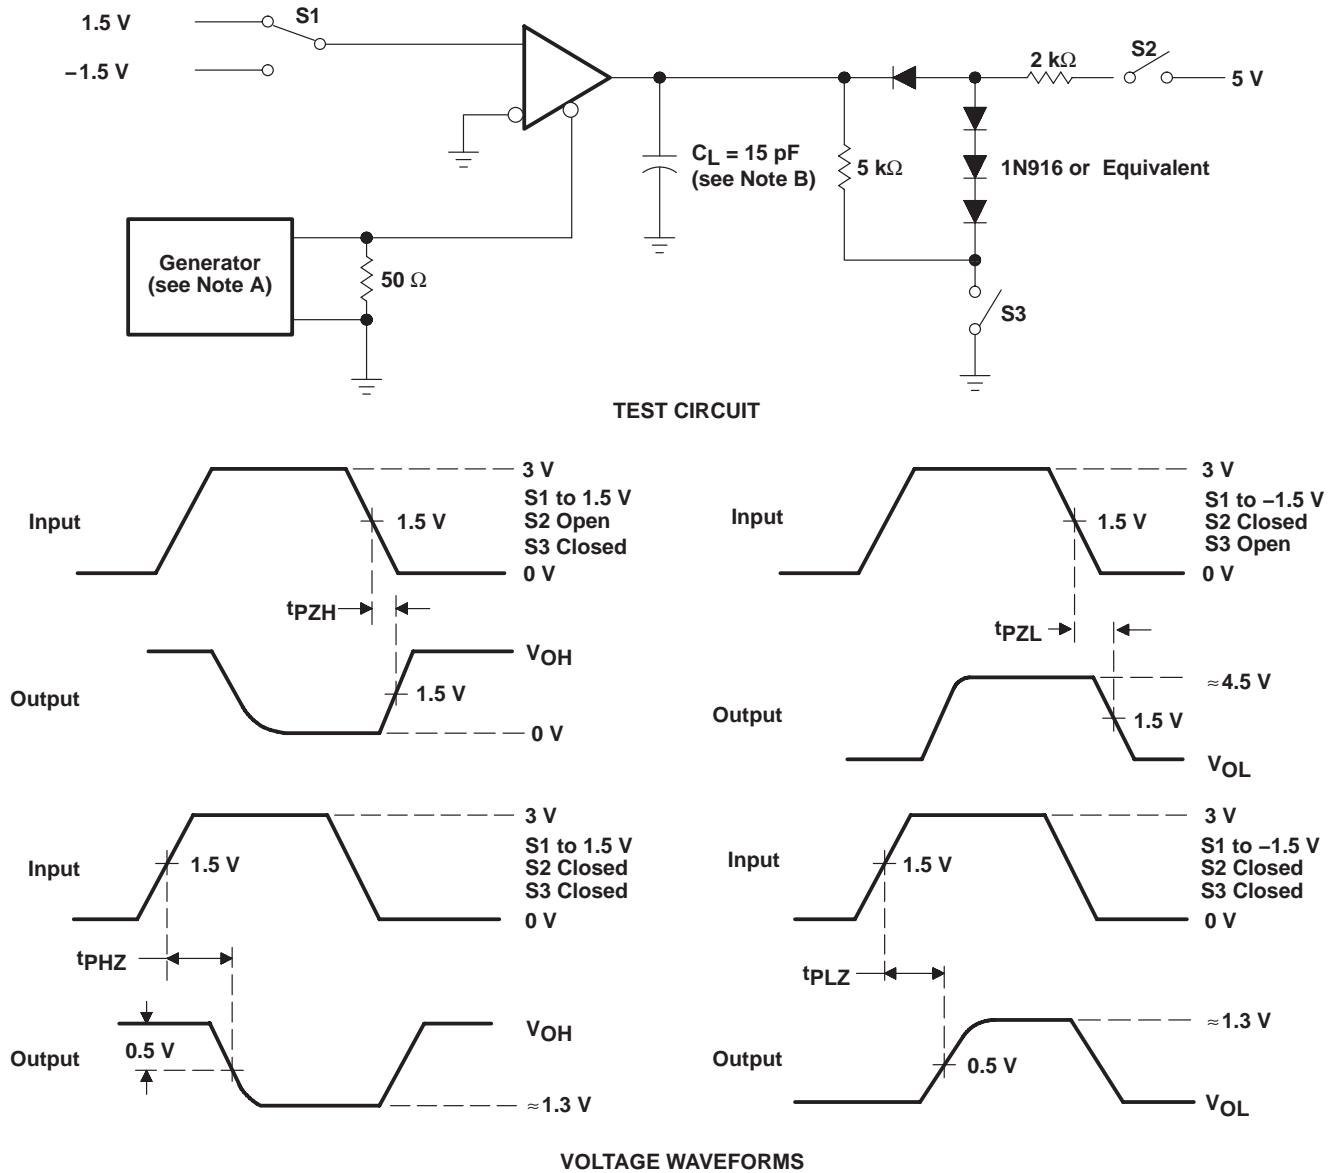 1.5 V
S1
−1.5 V
2 kΩ
S2
5 V
CL = 15 pF
(see Note B)
5 kΩ
1N916 or Equivalent
Generator
(see Note A)
50 Ω
S3
TEST CIRCUIT
Input
1.5 V
3 V
S1 to 1.5 V
S2 Open
S3 Closed
0 V
tPZH
Output
VOH
1.5 V
0 V
Input
1.5 V
3 V
S1 to −1.5 V
S2 Closed
S3 Open
0 V
tPZL
Output
≈4.5 V
1.5 V
VOL
Input
1.5 V
3 V
S1 to 1.5 V
S2 Closed
S3 Closed
0 V
tPHZ
Output
0.5 V
VOH
≈1.3 V
Input
1.5 V
3 V
S1 to −1.5 V
S2 Closed
S3 Closed
0 V
tPLZ
Output
≈1.3 V
0.5 V
VOL
VOLTAGE WAVEFORMS